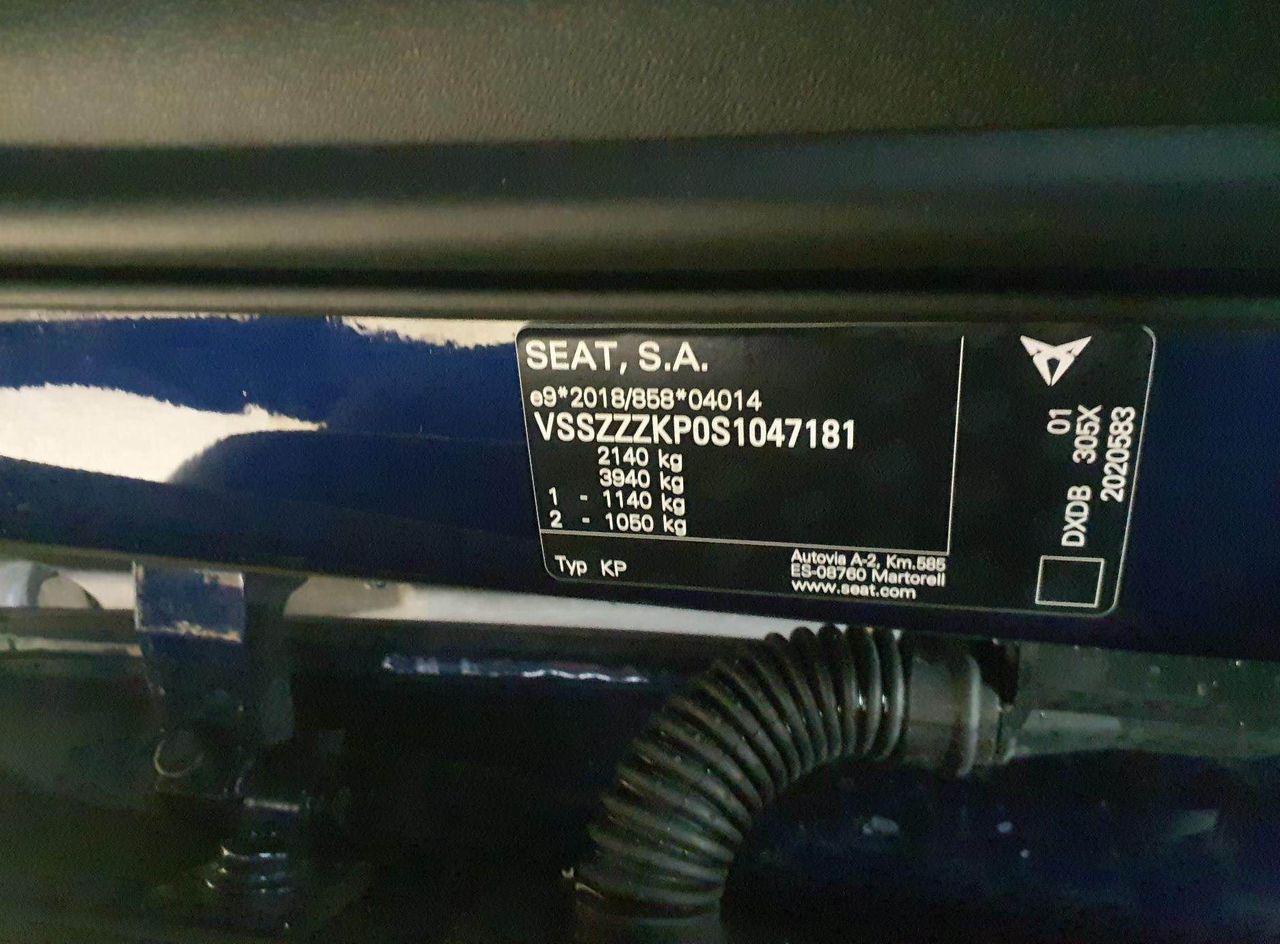 SEAT, S.A.
e9*2018/858*04014
VSSZZZKP0S1047181
2140 kg
3940 kg
1 - 1140 kg
2 - 1050 kg
Typ KP
Autovia A-2, Km.585
ES-08760 Martorell
www.seat.com
01
DXDB 305X
2020583